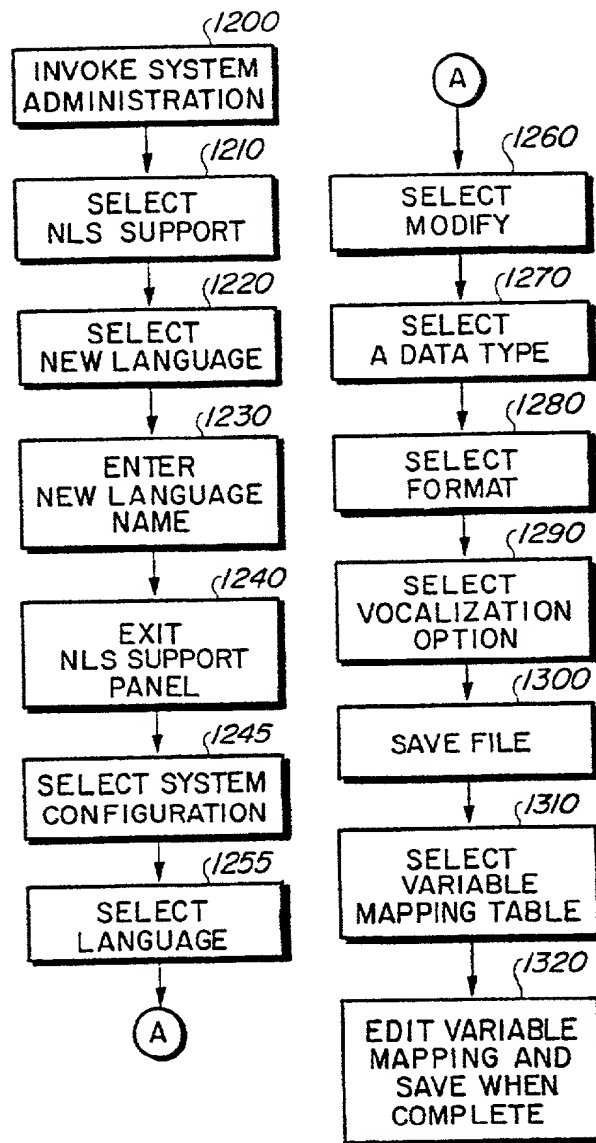 1200
INVOKE SYSTEM
ADMINISTRATION
1210
SELECT
NLS SUPPORT
1220
SELECT
NEW LANGUAGE
1230
ENTER
NEW LANGUAGE
NAME
1240
EXIT
NLS SUPPORT
PANEL
1245
SELECT SYSTEM
CONFIGURATION
1255
SELECT
LANGUAGE
A
A
1260
SELECT
MODIFY
1270
SELECT
A DATA TYPE
1280
SELECT
FORMAT
1290
SELECT
VOCALIZATION
OPTION
1300
SAVE FILE
1310
SELECT
VARIABLE
MAPPING TABLE
1320
EDIT VARIABLE
MAPPING AND
SAVE WHEN
COMPLETE